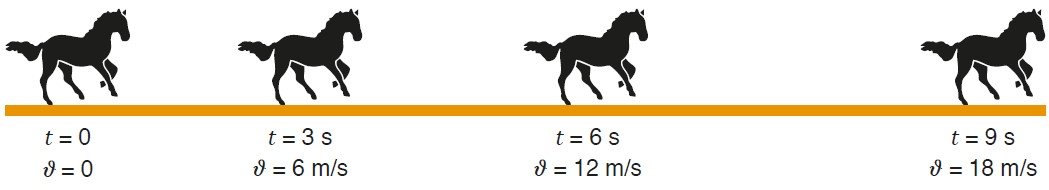 t = 0
ϑ = 0
t = 3 s
ϑ = 6 m/s
t = 6 s
ϑ = 12 m/s
t = 9 s
ϑ = 18 m/s